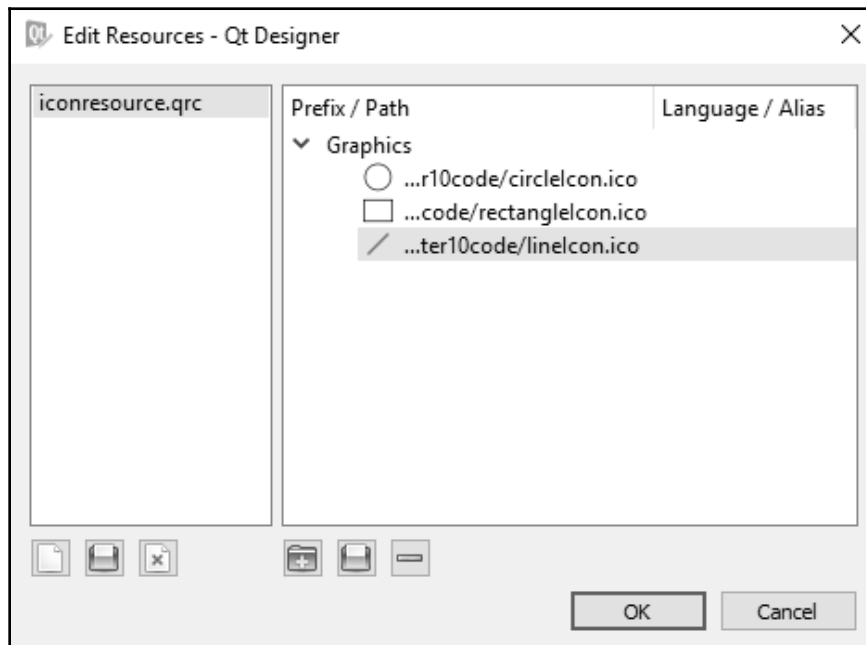 Edit Resources - Qt Designer
iconresource.qrc
Prefix / Path Language / Alias
Graphics
...r10code/circleIcon.ico
...code/rectangleIcon.ico
...ter10code/lineIcon.ico
OK Cancel